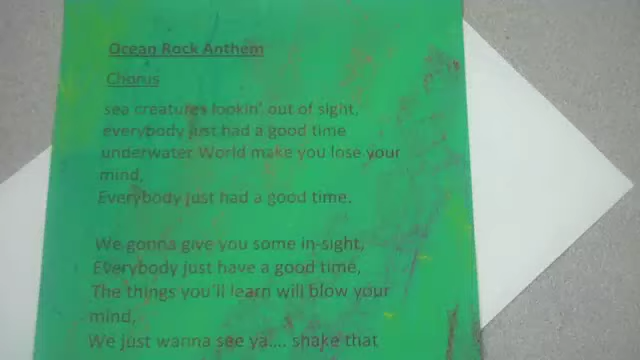 Ocean Rock Anthem
Chorus
sea creatures lookin' out of sight,
everybody just had a good time
underwater World make you lose your
mind,
Everybody just had a good time.
We gonna give you some in-sight,
Everybody just have a good time,
The things you'll learn will blow your
mind,
We just wanna see ya.... shake that